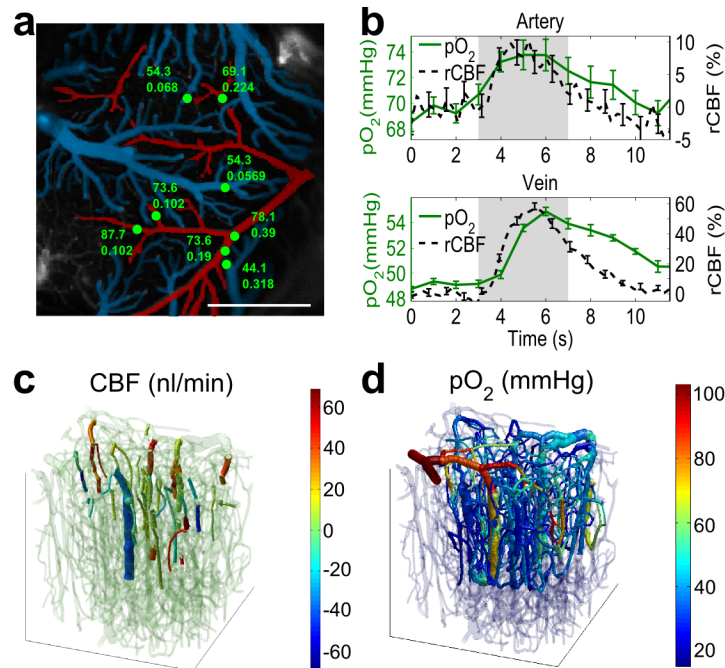 a
54.3
0.068
69.1
0.224
54.3
0.0569
73.6
0.102
87.7
0.102
73.6
0.19
78.1
0.39
44.1
0.318
b
Artery
pO2(mmHg)
74
72
70
68
pO2
rCBF
10
5
0
-5
rCBF (%)
0 2 4 6 8 10
Vein
pO2(mmHg)
54
52
50
48
pO2
rCBF
60
40
20
0
rCBF (%)
0 2 4 6 8 10
Time (s)
c
CBF (nl/min)
60
40
20
0
-20
-40
-60
d
pO2 (mmHg)
100
80
60
40
20